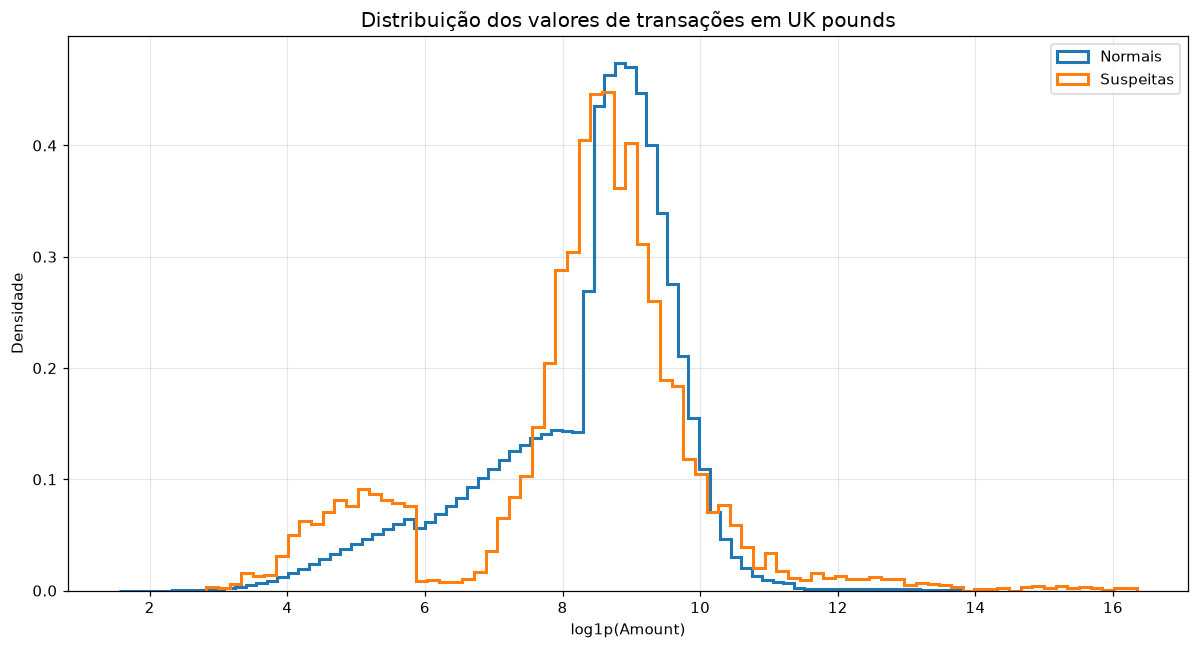 Distribuição dos valores de transações em UK pounds
Normais
Suspeitas
Densidade
0.4
0.3
0.2
0.1
0.0
2 4 6 8 10 12 14 16
log1p(Amount)